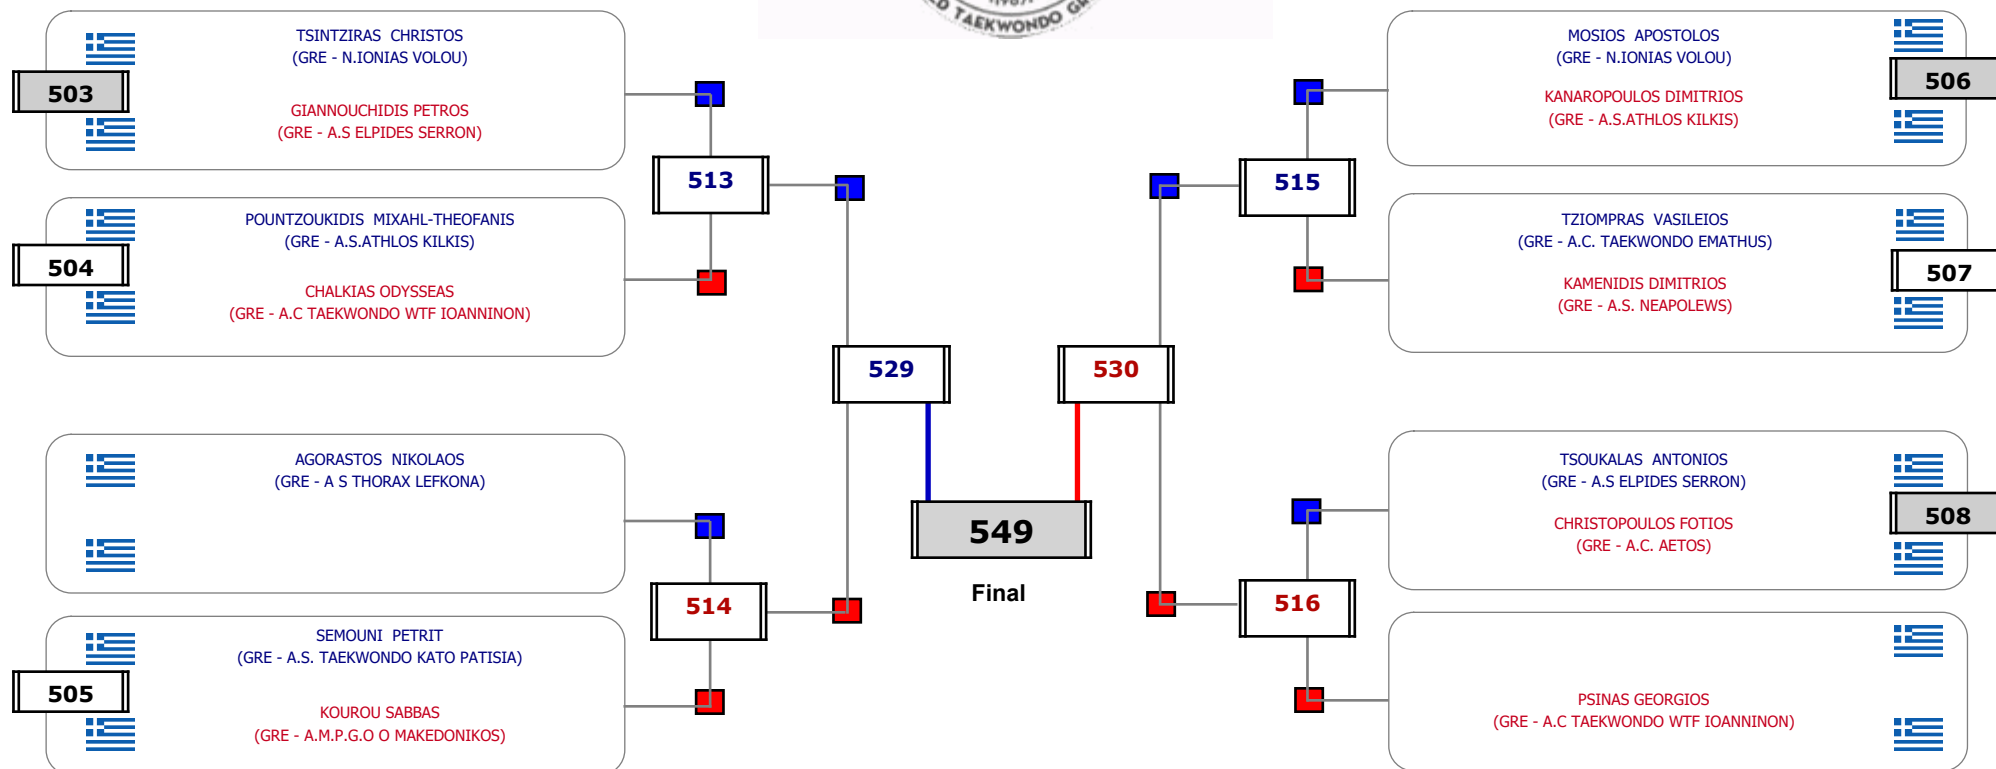 TAEKWONDO
TSINTZIRAS CHRISTOS
(GRE - N.IONIAS VOLOU)
503
GIANNOUCHIDIS PETROS
(GRE - A.S ELPIDES SERRON)
513
POUNTZOUKIDIS MIXAHL-THEOFANIS
(GRE - A.S.ATHLOS KILKIS)
504
CHALKIAS ODYSSEAS
(GRE - A.C TAEKWONDO WTF IOANNINON)
529
AGORASTOS NIKOLAOS
(GRE - A S THORAX LEFKONA)
514
SEMOUNI PETRIT
(GRE - A.S. TAEKWONDO KATO PATISIA)
505
KOUROU SABBAS
(GRE - A.M.P.G.O O MAKEDONIKOS)
549
Final
MOSIOS APOSTOLOS
(GRE - N.IONIAS VOLOU)
506
KANAROPOULOS DIMITRIOS
(GRE - A.S.ATHLOS KILKIS)
515
TZIOMPRAS VASILEIOS
(GRE - A.C. TAEKWONDO EMATHUS)
507
KAMENIDIS DIMITRIOS
(GRE - A.S. NEAPOLEWS)
530
TSOUKALAS ANTONIOS
(GRE - A.S ELPIDES SERRON)
508
CHRISTOPOULOS FOTIOS
(GRE - A.C. AETOS)
516
PSINAS GEORGIOS
(GRE - A.C TAEKWONDO WTF IOANNINON)